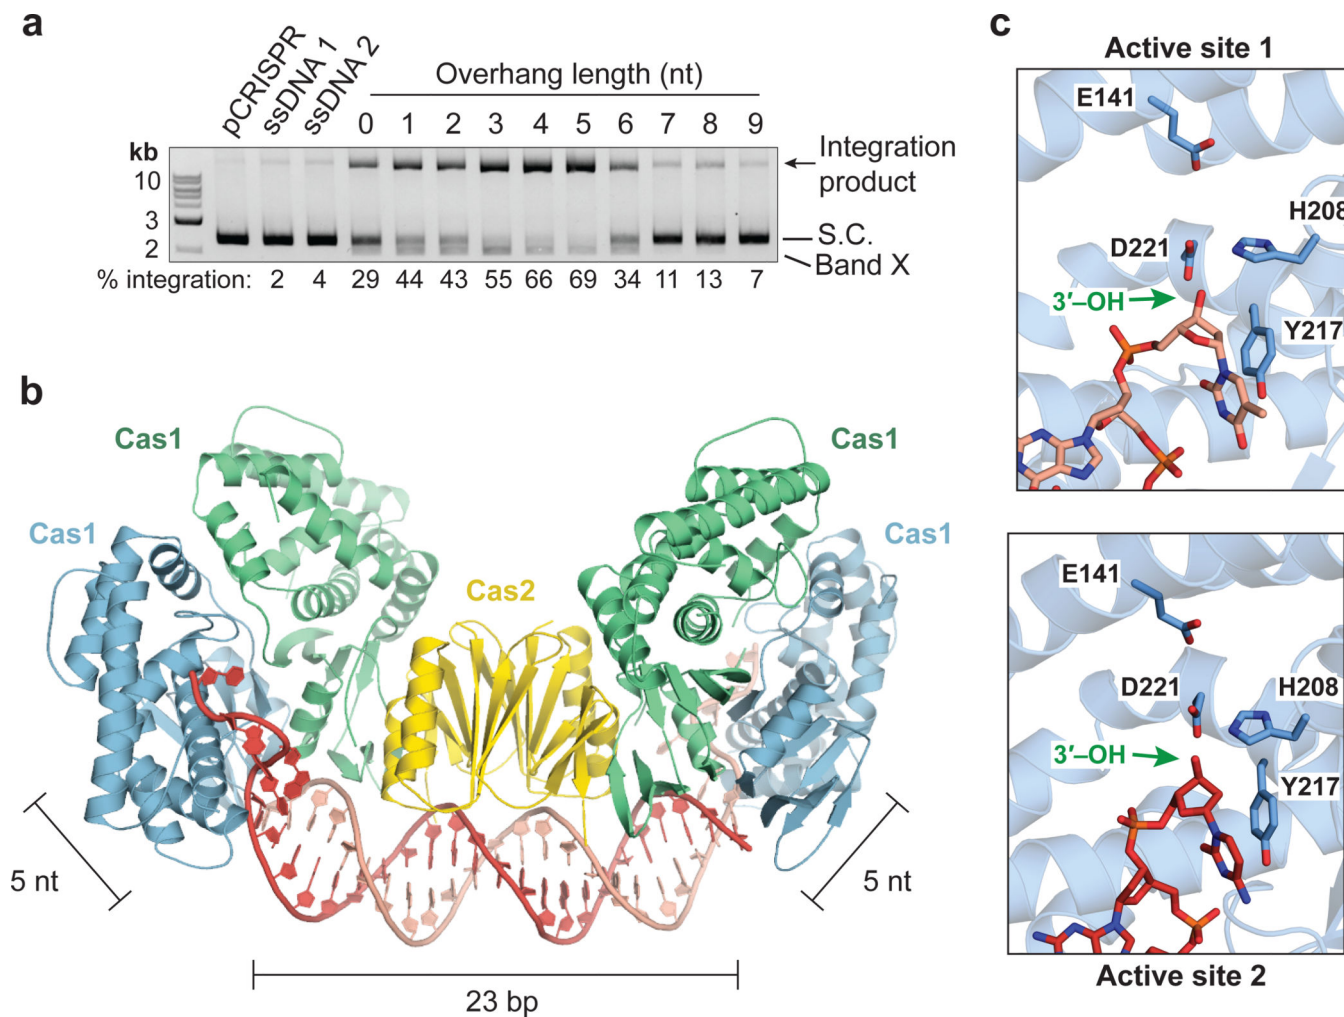 a
pCRISPR
ssDNA 1
ssDNA 2
Overhang length (nt)
0 1 2 3 4 5 6 7 8 9
kb
10
3
2
Integration
product
S.C.
Band X
% integration: 2 4 29 44 43 55 66 69 34 11 13 7
b
Cas1
Cas1
Cas1
Cas1
Cas2
5 nt
5 nt
23 bp
c
Active site 1
E141
H208
D221
3′–OH
Y217
E141
D221
H208
3′–OH
Y217
Active site 2